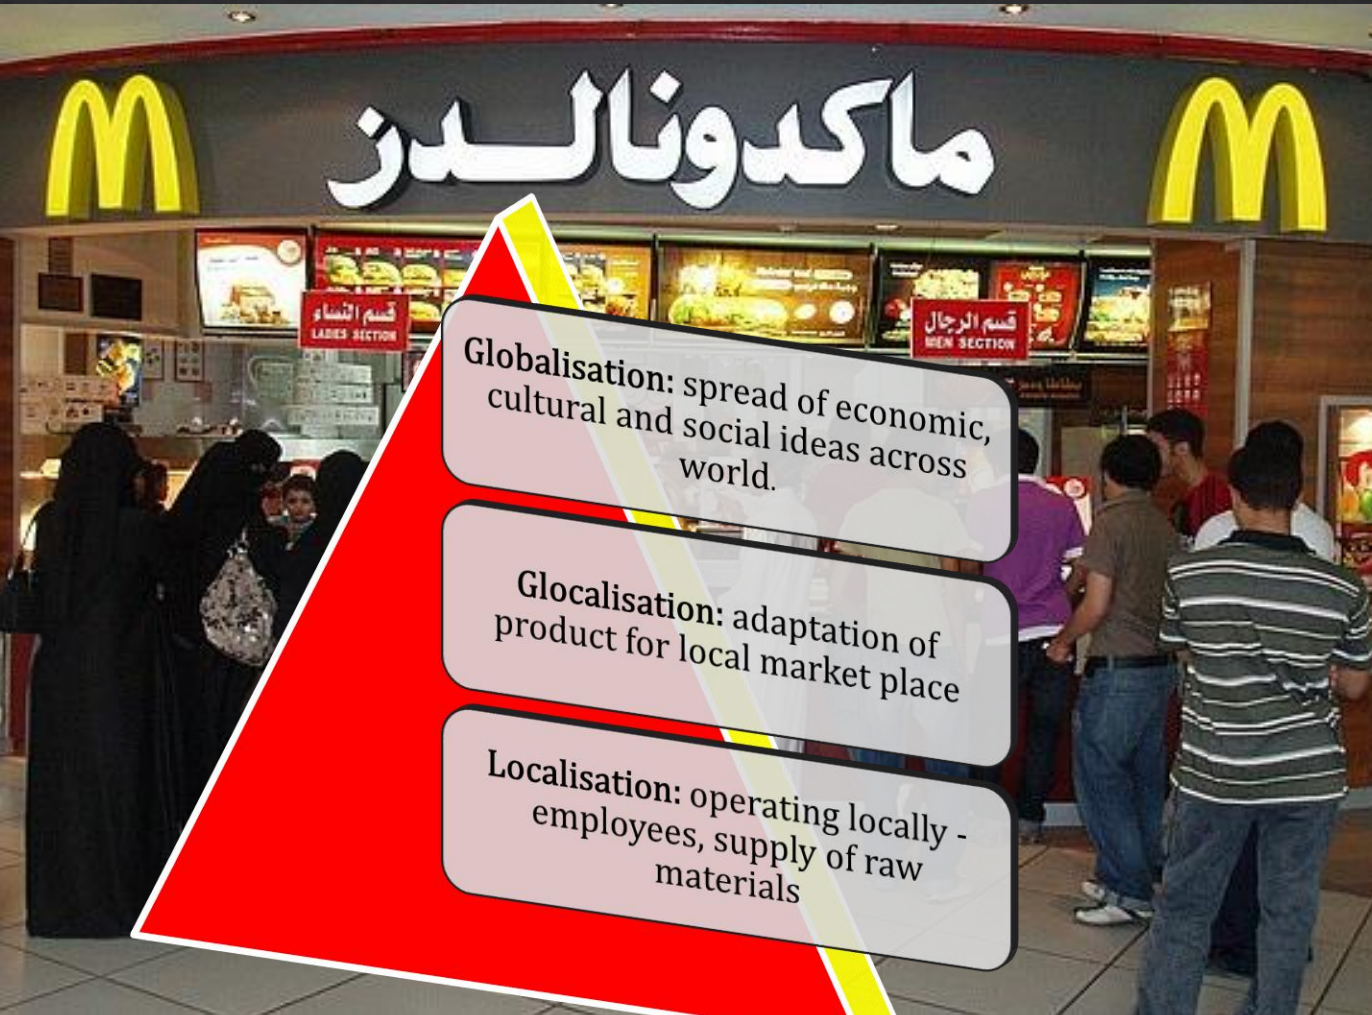 ماكدونالدز
قسم النساء
LADIES SECTION
قسم الرجال
MEN SECTION
Globalisation: spread of economic,
cultural and social ideas across
world.
Glocalisation: adaptation of
product for local market place
Localisation: operating locally -
employees, supply of raw
materials